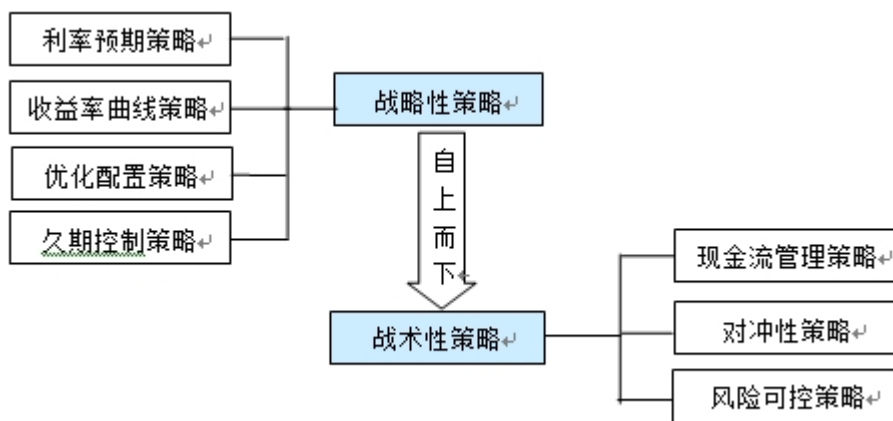 利率预期策略
收益率曲线策略
优化配置策略
久期控制策略
战略性策略
自上而下
战术性策略
现金流管理策略
对冲性策略
风险可控策略